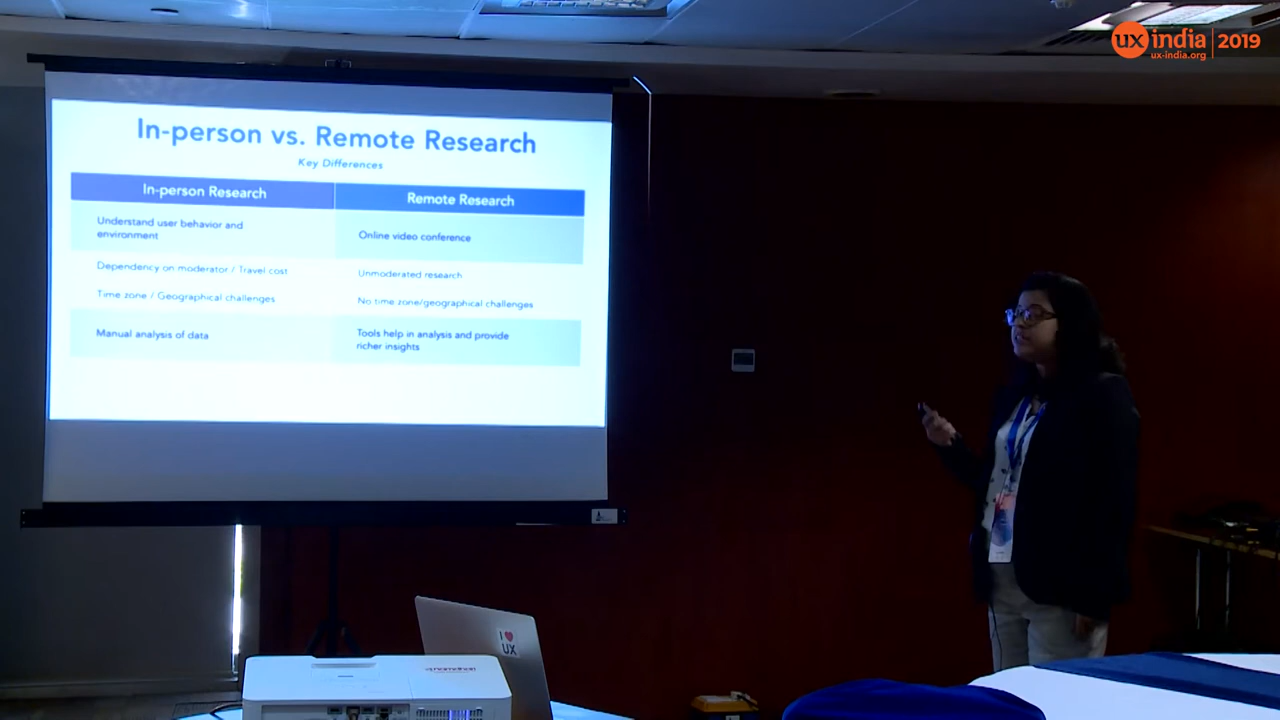 ux india | 2019
ux-india.org
In-person vs. Remote Research
Key Differences
In-person Research
Remote Research
Understand user behavior and
environment
Online video conference
Dependency on moderator / Travel cost
Unmoderated research
Time zone / Geographical challenges
No time zone/geographical challenges
Manual analysis of data
Tools help in analysis and provide
richer insights
I ♥
UX